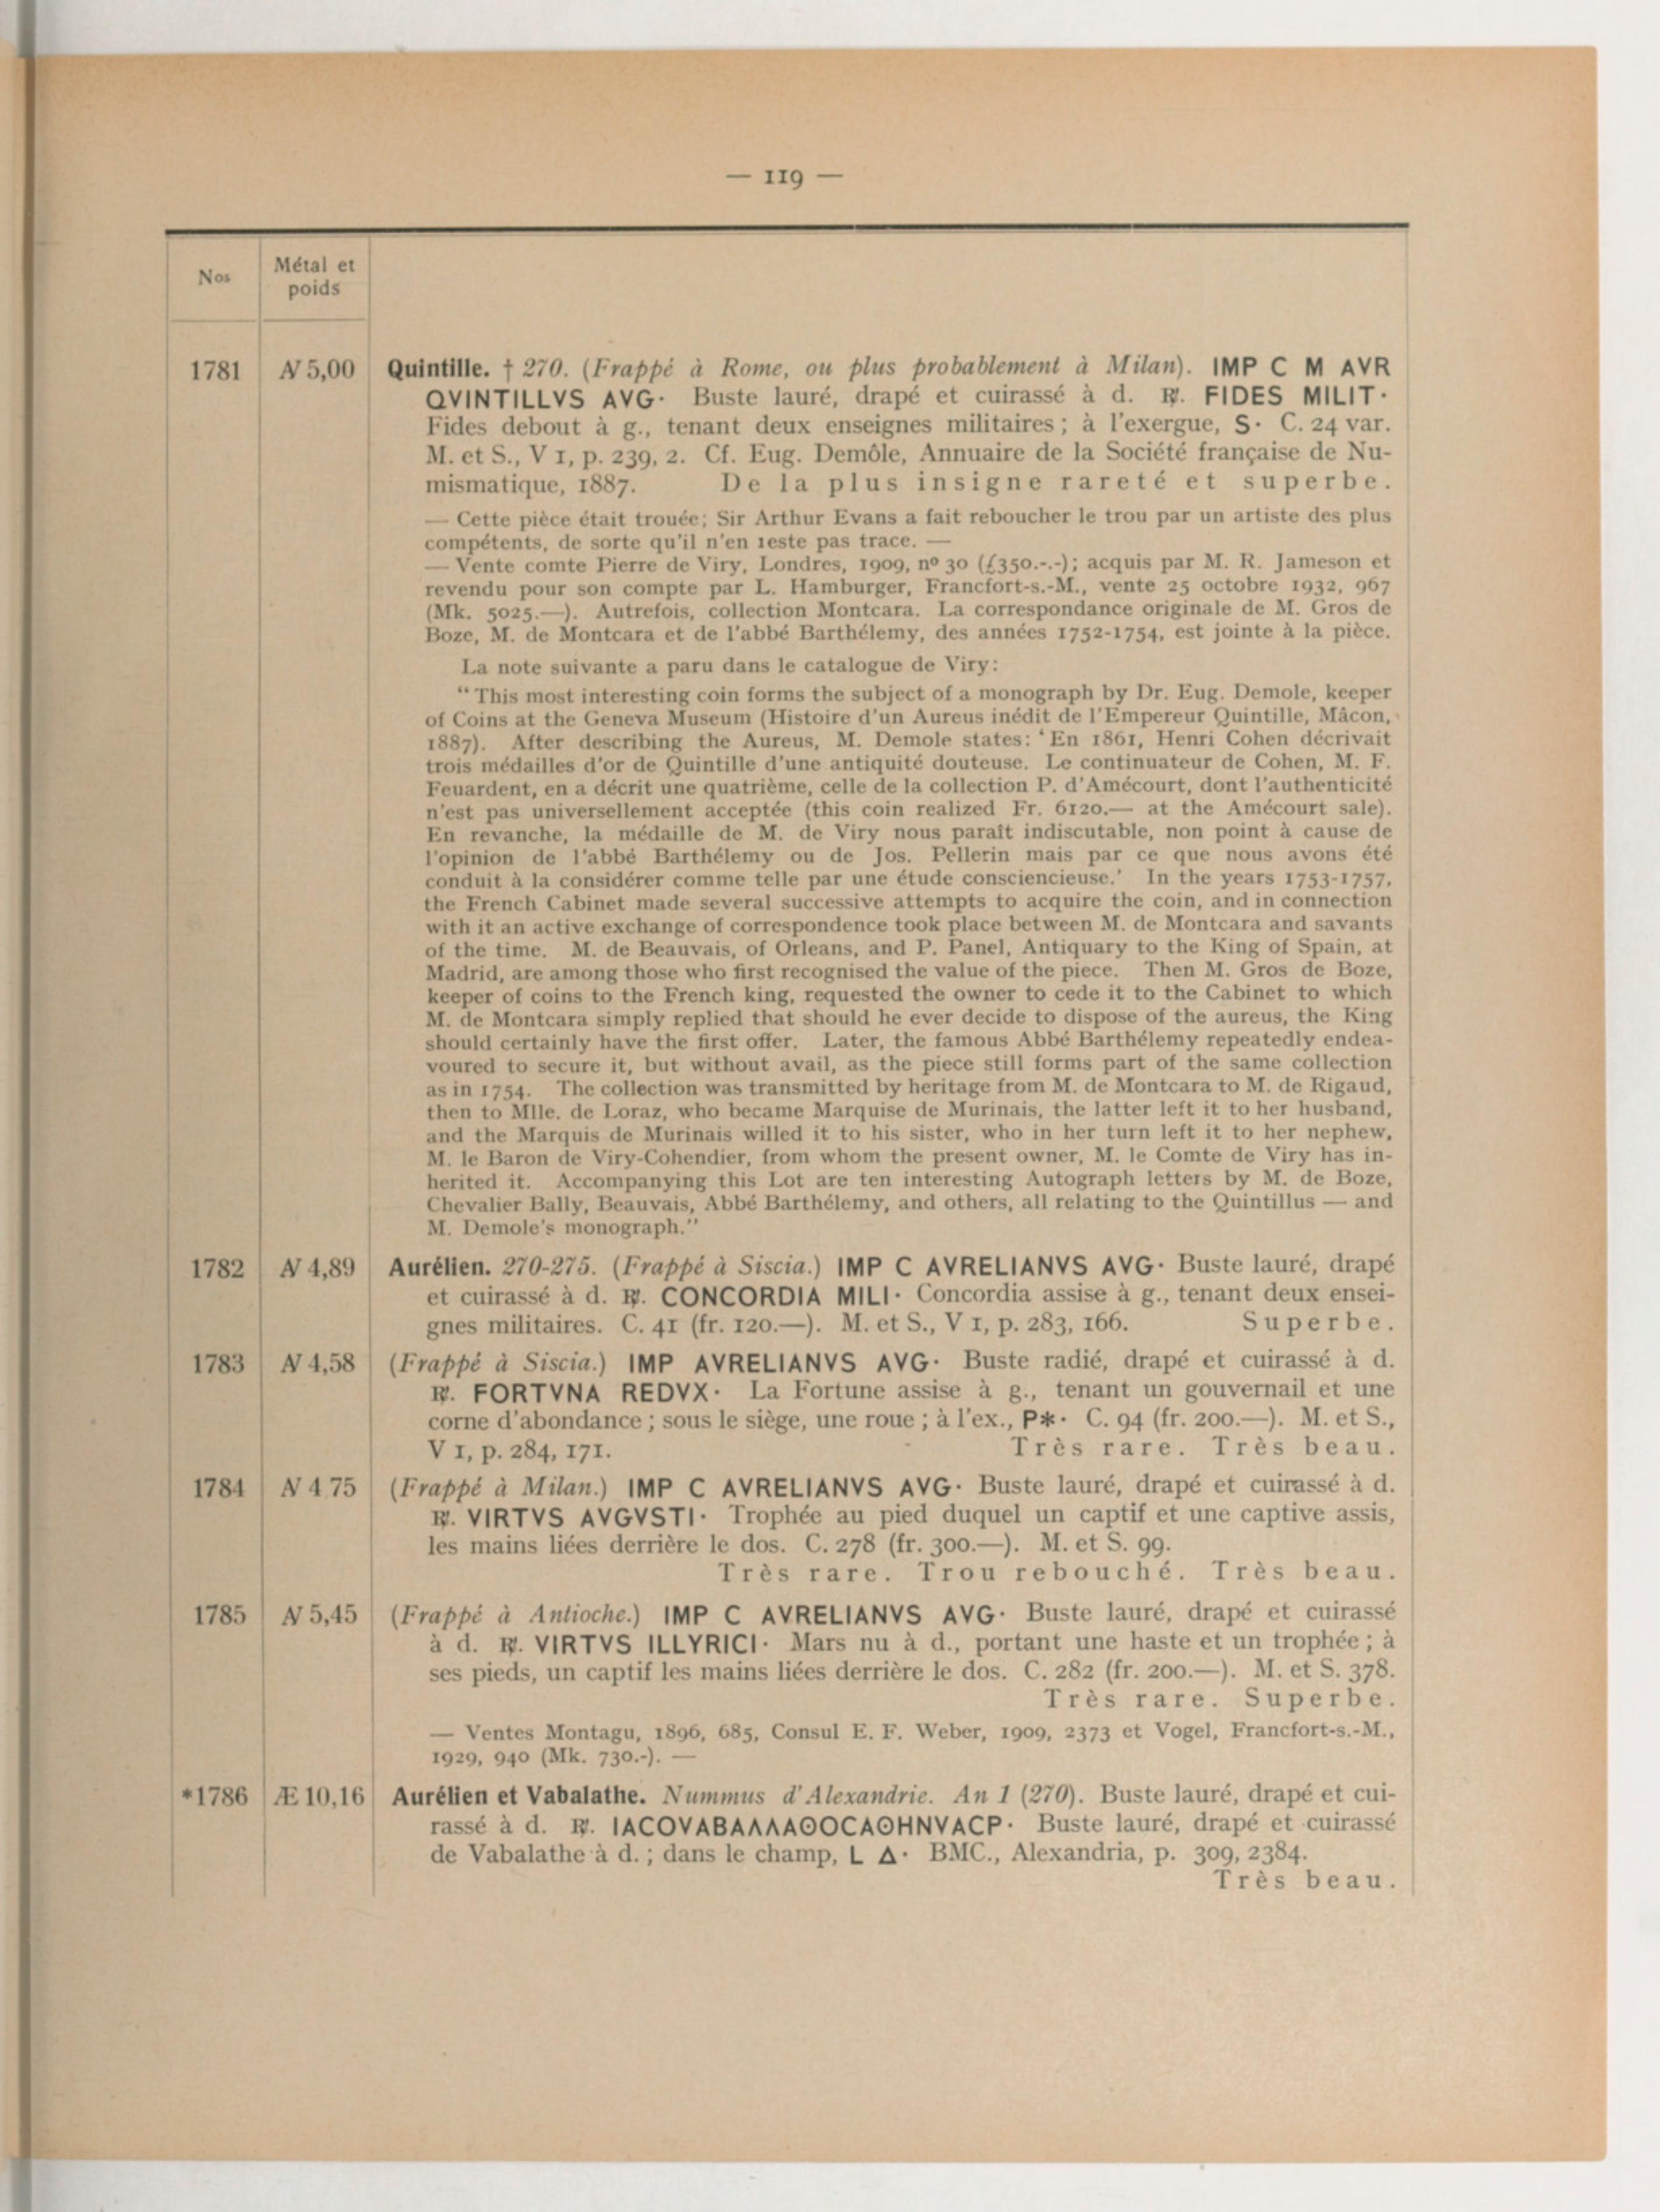 — 119 —
Nos
Métal et
poids
1781 A/ 5,00 Quintille. † 270. (Frappé à Rome, ou plus probablement à Milan). IMP C M AVR
QVINTILLVS AVG· Buste lauré, drapé et cuirassé à d. ℞. FIDES MILIT·
Fides debout à g., tenant deux enseignes militaires; à l'exergue, S· C. 24 var.
M. et S., V 1, p. 239, 2. Cf. Eug. Demôle, Annuaire de la Société française de Nu-
mismatique, 1887. De la plus insigne rareté et superbe.
— Cette pièce était trouée; Sir Arthur Evans a fait reboucher le trou par un artiste des plus
compétents, de sorte qu'il n'en reste pas trace. —
— Vente comte Pierre de Viry, Londres, 1909, nº 30 (£350.-.-); acquis par M. R. Jameson et
revendu pour son compte par L. Hamburger, Francfort-s.-M., vente 25 octobre 1932, 967
(Mk. 5025.—). Autrefois, collection Montcara. La correspondance originale de M. Gros de
Boze, M. de Montcara et de l'abbé Barthélemy, des années 1752-1754, est jointe à la pièce.
La note suivante a paru dans le catalogue de Viry:
"This most interesting coin forms the subject of a monograph by Dr. Eug. Demole, keeper
of Coins at the Geneva Museum (Histoire d'un Aureus inédit de l'Empereur Quintille, Mâcon,
1887). After describing the Aureus, M. Demole states: 'En 1861, Henri Cohen décrivait
trois médailles d'or de Quintille d'une antiquité douteuse. Le continuateur de Cohen, M. F.
Feuardent, en a décrit une quatrième, celle de la collection P. d'Amécourt, dont l'authenticité
n'est pas universellement acceptée (this coin realized Fr. 6120.— at the Amécourt sale).
En revanche, la médaille de M. de Viry nous paraît indiscutable, non point à cause de
l'opinion de l'abbé Barthélemy ou de Jos. Pellerin mais par ce que nous avons été
conduit à la considérer comme telle par une étude consciencieuse.' In the years 1753-1757,
the French Cabinet made several successive attempts to acquire the coin, and in connection
with it an active exchange of correspondence took place between M. de Montcara and savants
of the time. M. de Beauvais, of Orleans, and P. Panel, Antiquary to the King of Spain, at
Madrid, are among those who first recognised the value of the piece. Then M. Gros de Boze,
keeper of coins to the French king, requested the owner to cede it to the Cabinet to which
M. de Montcara simply replied that should he ever decide to dispose of the aureus, the King
should certainly have the first offer. Later, the famous Abbé Barthélemy repeatedly endea-
voured to secure it, but without avail, as the piece still forms part of the same collection
as in 1754. The collection was transmitted by heritage from M. de Montcara to M. de Rigaud,
then to Mlle. de Loraz, who became Marquise de Murinais, the latter left it to her husband,
and the Marquis de Murinais willed it to his sister, who in her turn left it to her nephew,
M. le Baron de Viry-Cohendier, from whom the present owner, M. le Comte de Viry has in-
herited it. Accompanying this Lot are ten interesting Autograph letters by M. de Boze,
Chevalier Bally, Beauvais, Abbé Barthélemy, and others, all relating to the Quintillus — and
M. Demole's monograph."
1782 A/ 4,89 Aurélien. 270-275. (Frappé à Siscia.) IMP C AVRELIANVS AVG· Buste lauré, drapé
et cuirassé à d. ℞. CONCORDIA MILI· Concordia assise à g., tenant deux ensei-
gnes militaires. C. 41 (fr. 120.—). M. et S., V 1, p. 283, 166. Superbe.
1783 A/ 4,58 (Frappé à Siscia.) IMP AVRELIANVS AVG· Buste radié, drapé et cuirassé à d.
℞. FORTVNA REDVX· La Fortune assise à g., tenant un gouvernail et une
corne d'abondance; sous le siège, une roue; à l'ex., P*· C. 94 (fr. 200.—). M. et S.,
V 1, p. 284, 171. Très rare. Très beau.
1784 A/ 4 75 (Frappé à Milan.) IMP C AVRELIANVS AVG· Buste lauré, drapé et cuirassé à d.
℞. VIRTVS AVGVSTI· Trophée au pied duquel un captif et une captive assis,
les mains liées derrière le dos. C. 278 (fr. 300.—). M. et S. 99.
Très rare. Trou rebouché. Très beau.
1785 A/ 5,45 (Frappé à Antioche.) IMP C AVRELIANVS AVG· Buste lauré, drapé et cuirassé
à d. ℞. VIRTVS ILLYRICI· Mars nu à d., portant une haste et un trophée; à
ses pieds, un captif les mains liées derrière le dos. C. 282 (fr. 200.—). M. et S. 378.
Très rare. Superbe.
— Ventes Montagu, 1896, 685, Consul E. F. Weber, 1909, 2373 et Vogel, Francfort-s.-M.,
1929, 940 (Mk. 730.-). —
*1786 Æ 10,16 Aurélien et Vabalathe. Nummus d'Alexandrie. An 1 (270). Buste lauré, drapé et cui-
rassé à d. ℞. IACOVABAΛΛAΘOCAΘHNVACP· Buste lauré, drapé et cuirassé
de Vabalathe à d.; dans le champ, L Δ· BMC., Alexandria, p. 309, 2384.
Très beau.